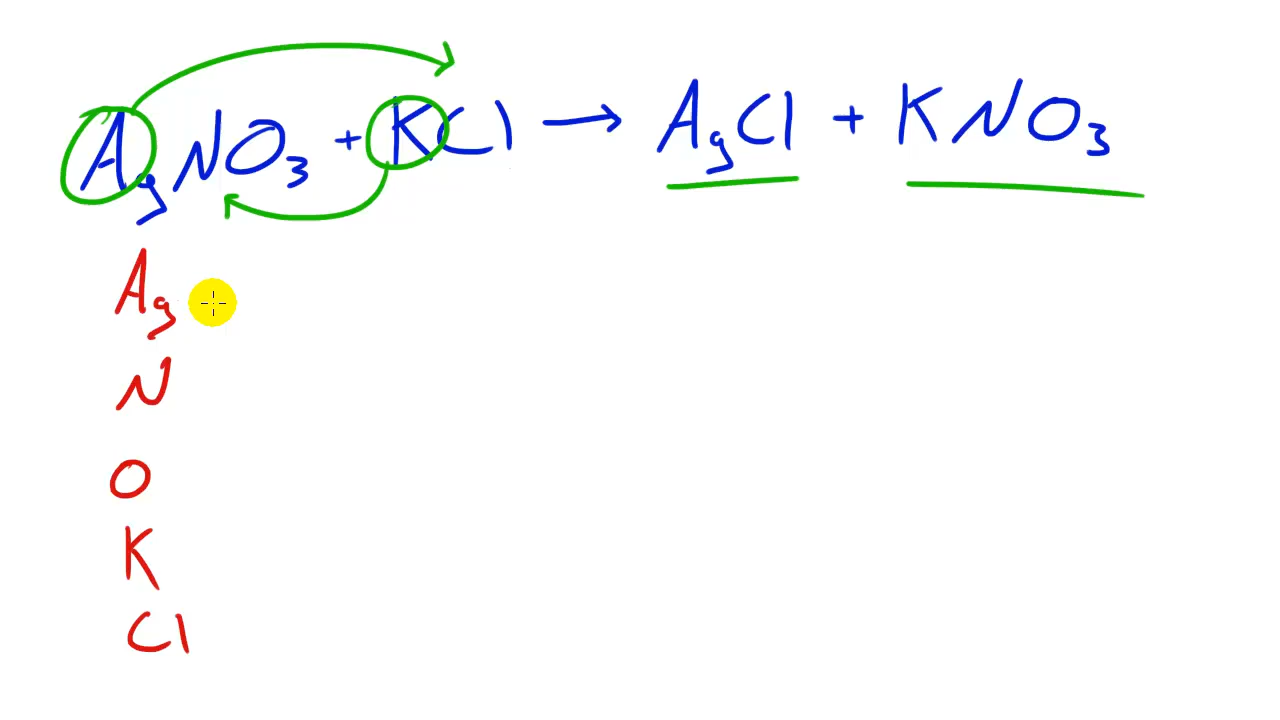 AgNO₃ + KCl → AgCl + KNO₃
Ag
N
O
K
Cl